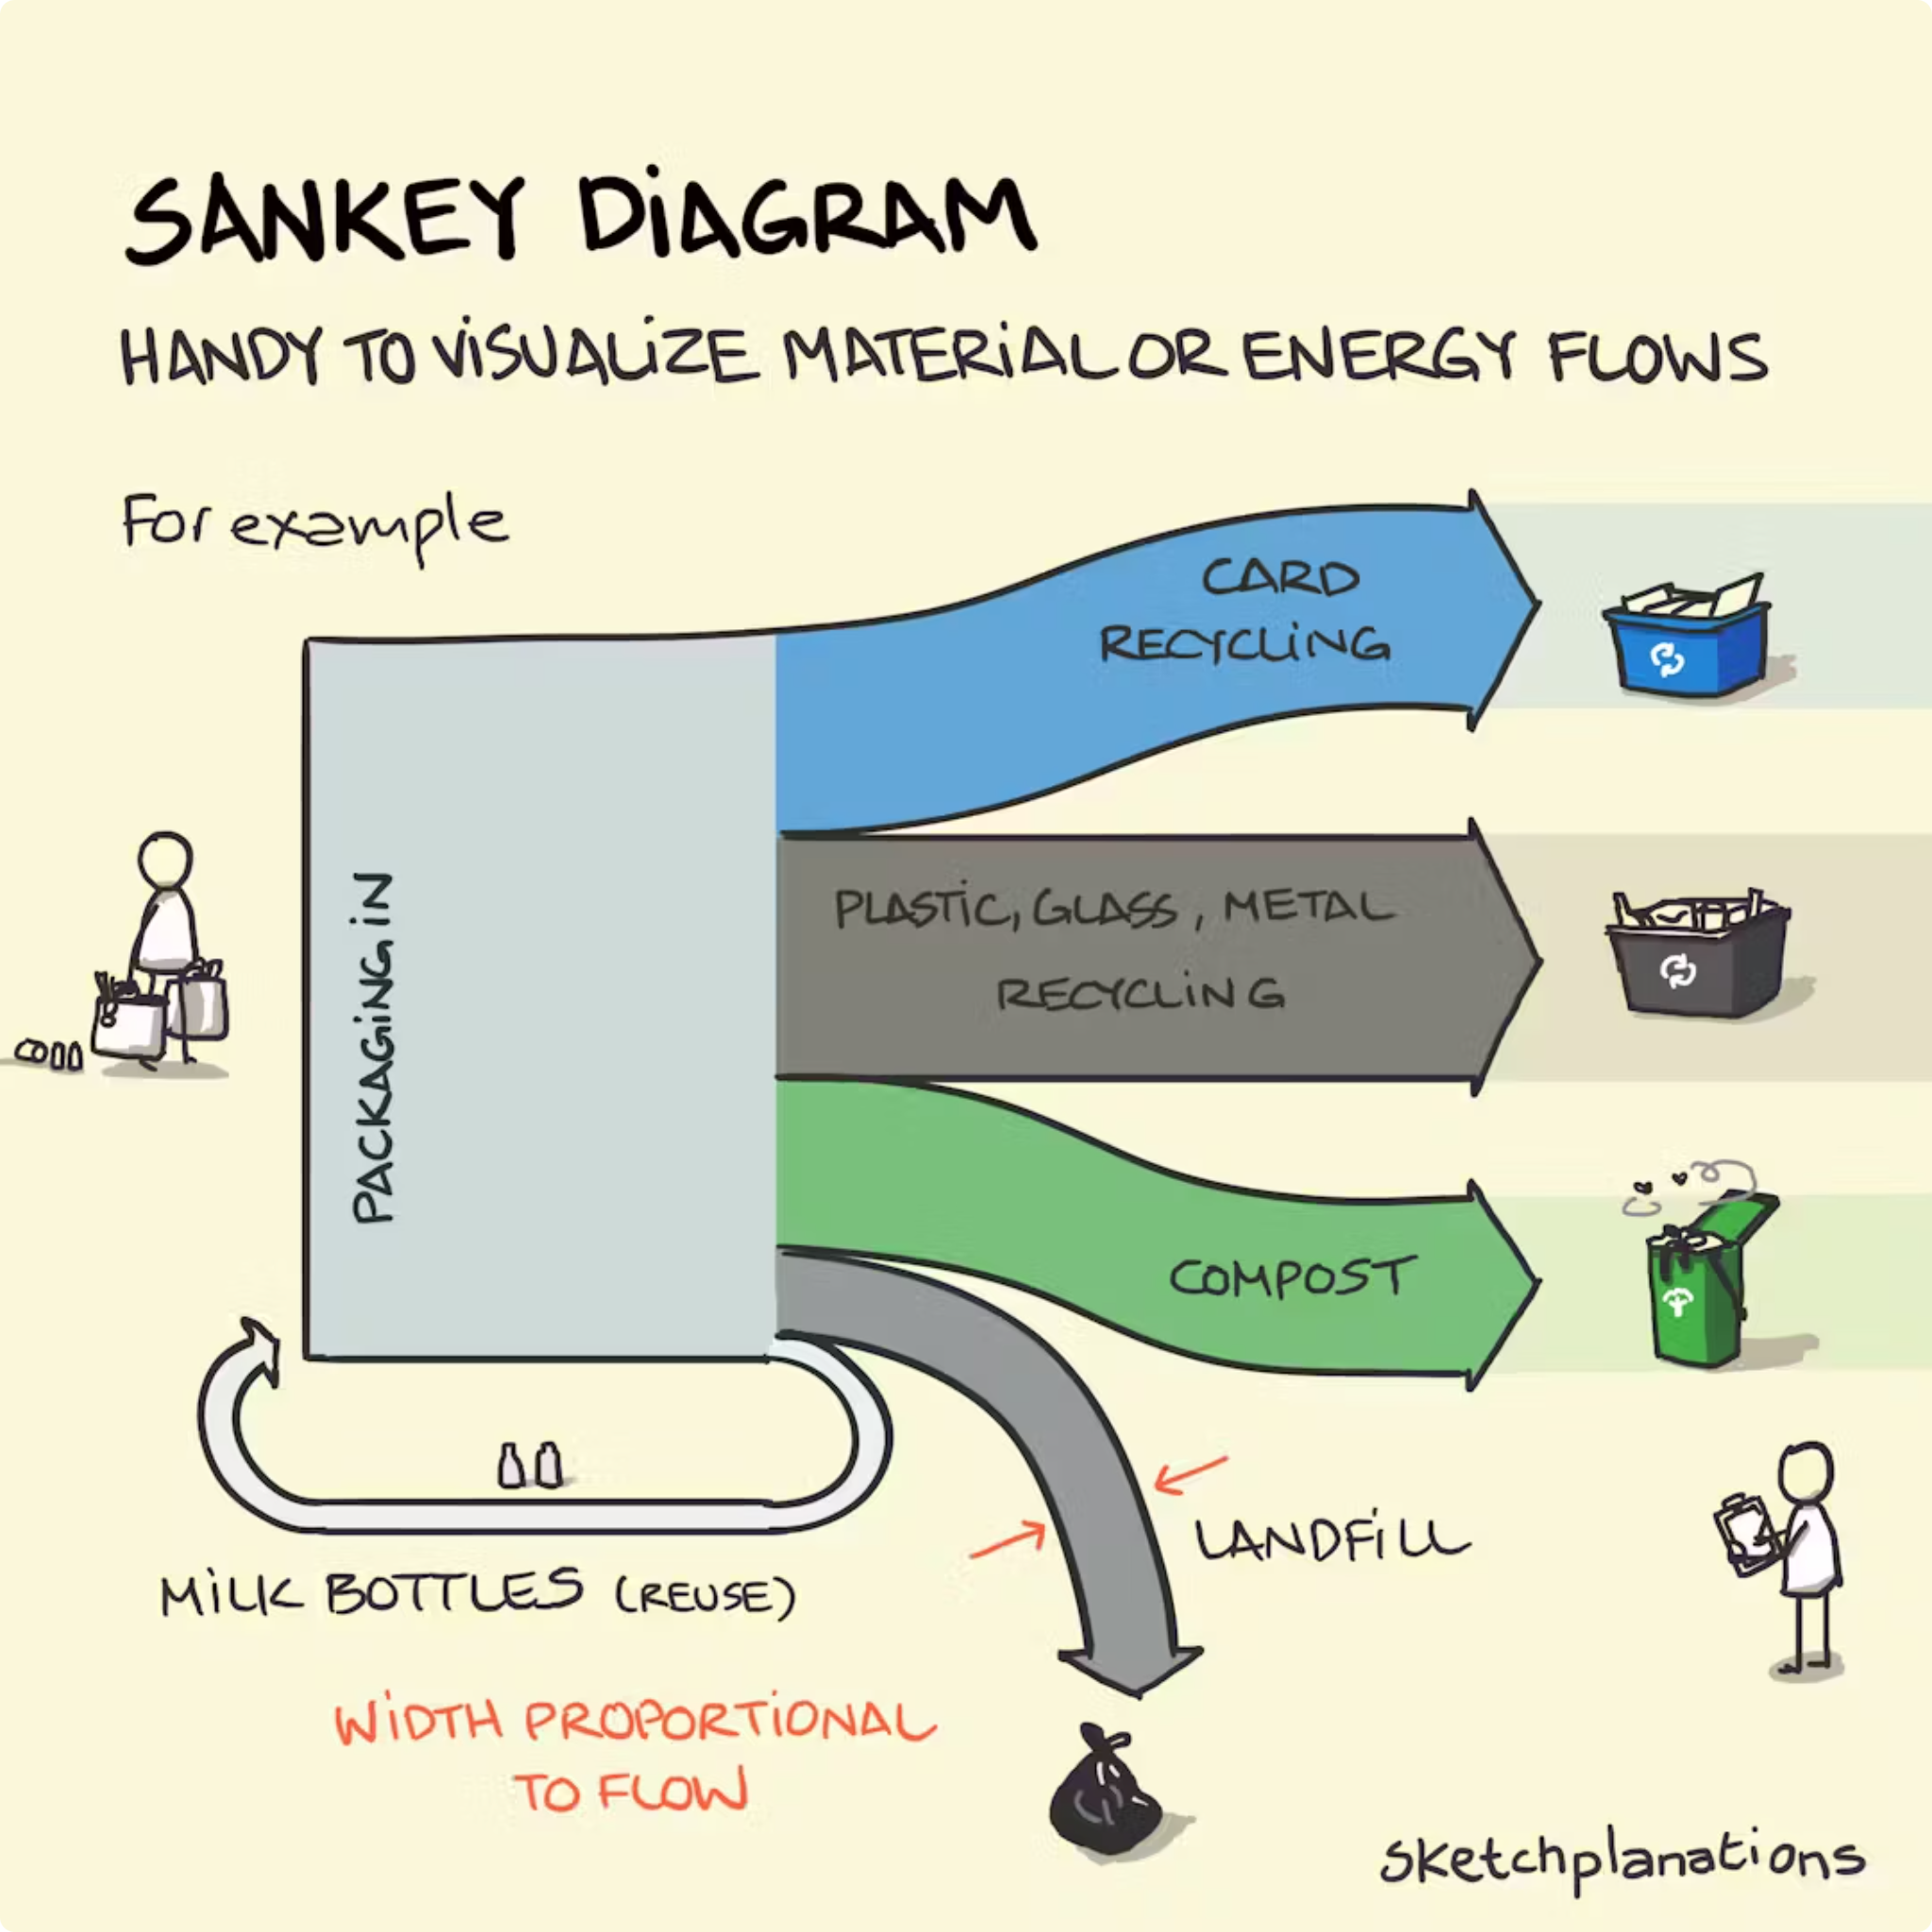 SANKEY DIAGRAM
HANDY TO VISUALIZE MATERIAL OR ENERGY FLOWS
For example
CARD
RECYCLING
PACKAGING IN
PLASTIC, GLASS, METAL
RECYCLING
COMPOST
LANDFILL
MILK BOTTLES (REUSE)
WIDTH PROPORTIONAL
TO FLOW
sketchplanations